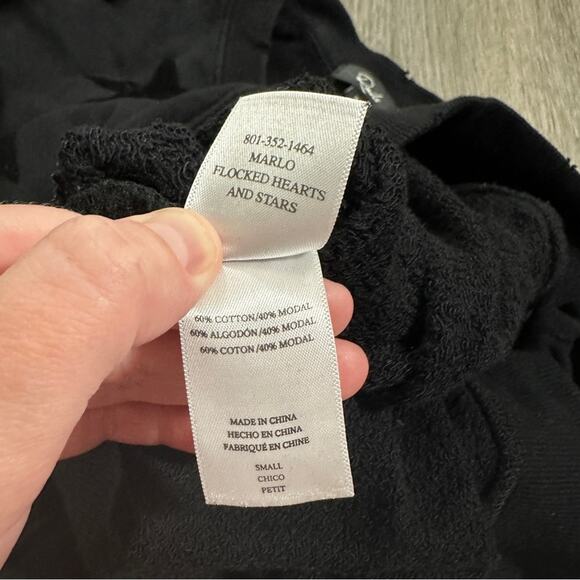 801-352-1464
MARLO
FLOCKED HEARTS
AND STARS
60% COTTON/40% MODAL
60% ALGODÓN/40% MODAL
60% COTON/40% MODAL
MADE IN CHINA
HECHO EN CHINA
FABRIQUÉ EN CHINE
SMALL
CHICO
PETIT